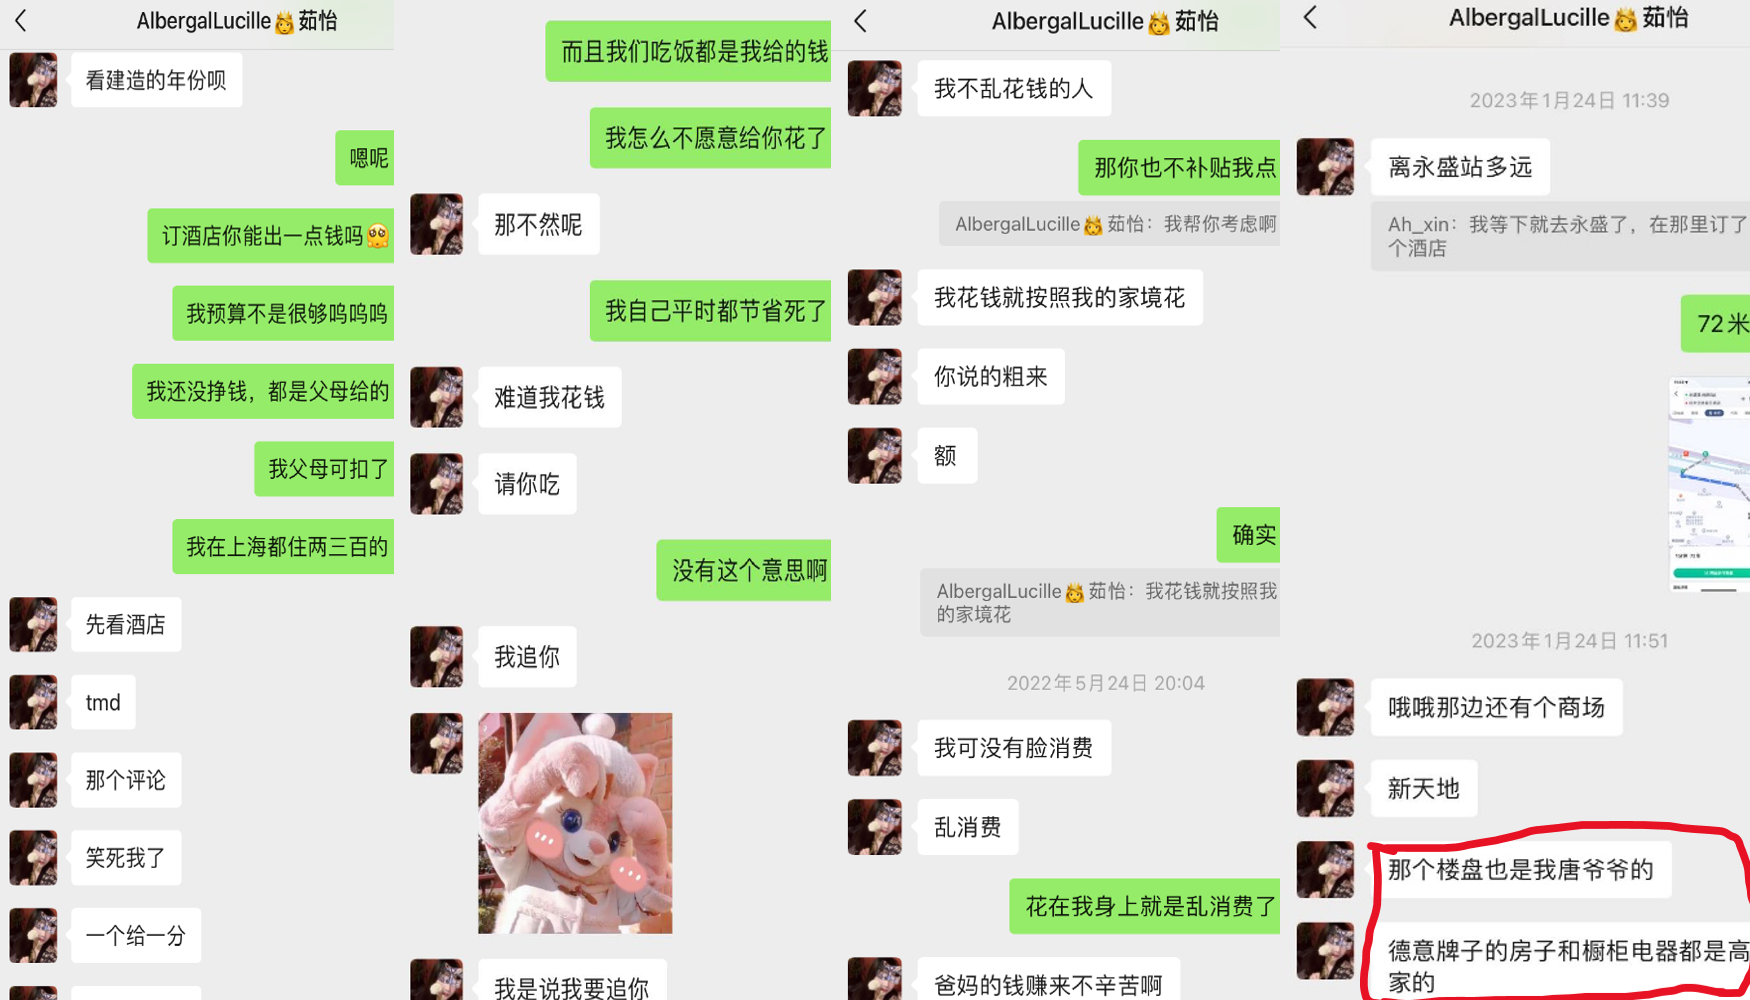 AlbergalLucille👸茹怡
看建造的年份呗
嗯呢
订酒店你能出一点钱吗🥺
我预算不是很够呜呜呜
我还没挣钱，都是父母给的
我父母可扣了
我在上海都住两三百的
先看酒店
tmd
那个评论
笑死我了
一个给一分
而且我们吃饭都是我给的钱
我怎么不愿意给你花了
那不然呢
我自己平时都节省死了
难道我花钱
请你吃
没有这个意思啊
我追你
我是说我要追你
AlbergalLucille👸茹怡
我不乱花钱的人
那你也不补贴我点
AlbergalLucille👸茹怡：我帮你考虑啊
我花钱就按照我的家境花
你说的粗来
额
确实
AlbergalLucille👸茹怡：我花钱就按照我
的家境花
2022年5月24日 20:04
我可没有脸消费
乱消费
花在我身上就是乱消费了
爸妈的钱赚来不辛苦啊
AlbergalLucille👸茹怡
2023年1月24日 11:39
离永盛站多远
Ah_xin：我等下就去永盛了，在那里订了
个酒店
72米
2023年1月24日 11:51
哦哦那边还有个商场
新天地
那个楼盘也是我唐爷爷的
德意牌子的房子和橱柜电器都是高
家的